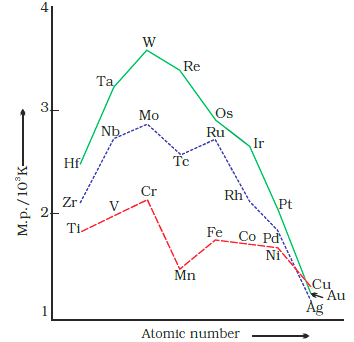 4
W
Re
Ta
3
Os
Mo
Nb
Ru
Ir
Hf
Tc
M.p./10³K
Rh
Zr
Cr
Pt
2
V
Ti
Fe
Co
Pd
Ni
Mn
Cu
Au
1
Ag
Atomic number